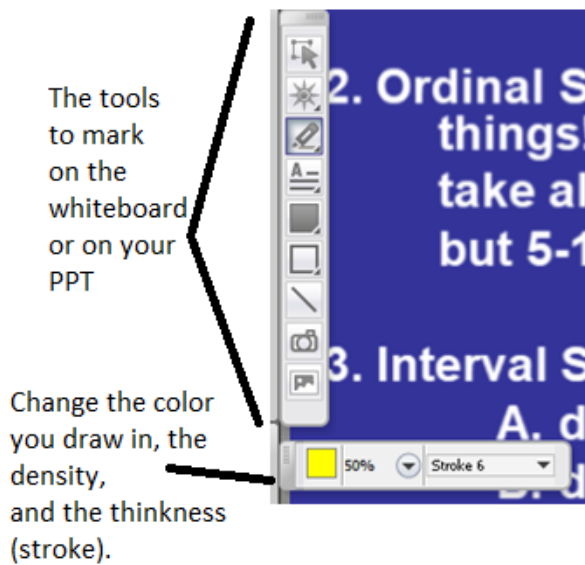 The tools
to mark
on the
whiteboard
or on your
PPT
Change the color
you draw in, the
density,
and the thinkness
(stroke).
2. Ordinal S
things!
take al
but 5-1
3. Interval S
A. d
B. d
A
50%
Stroke 6